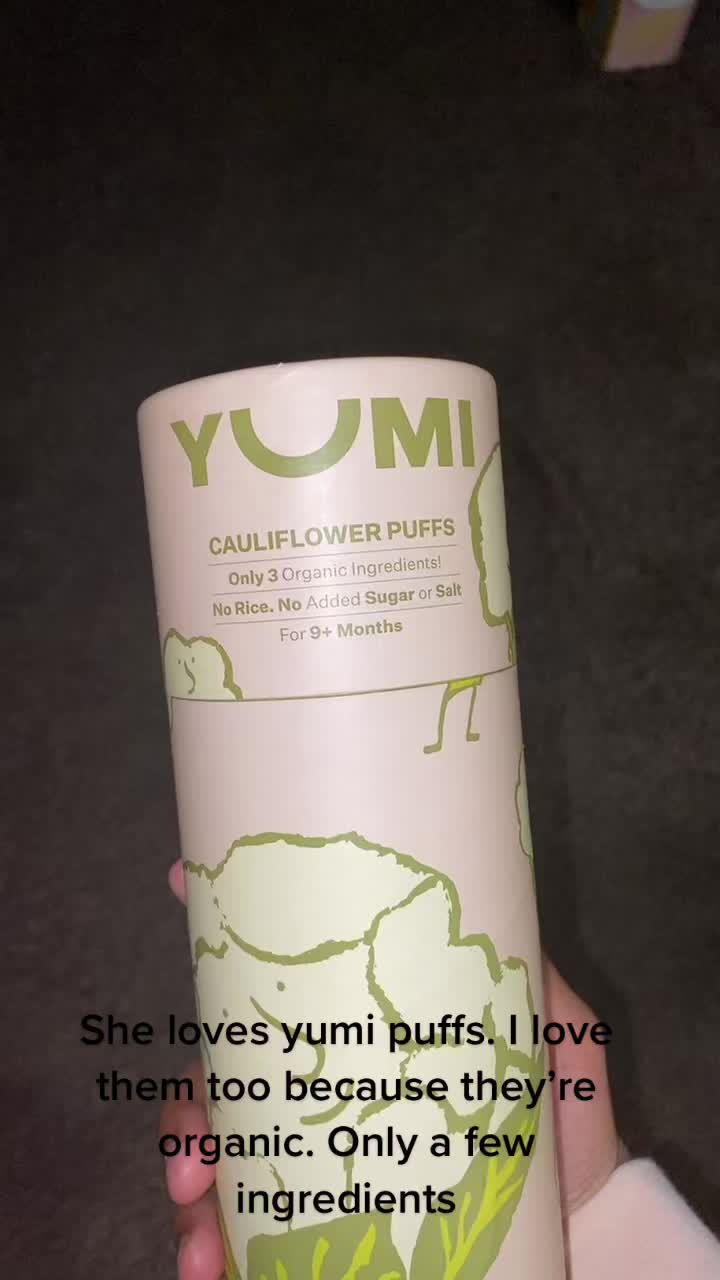 YUMI
CAULIFLOWER PUFFS
Only 3 Organic Ingredients!
No Rice. No Added Sugar or Salt
For 9+ Months
She loves yumi puffs. I love
them too because they’re
organic. Only a few
ingredients